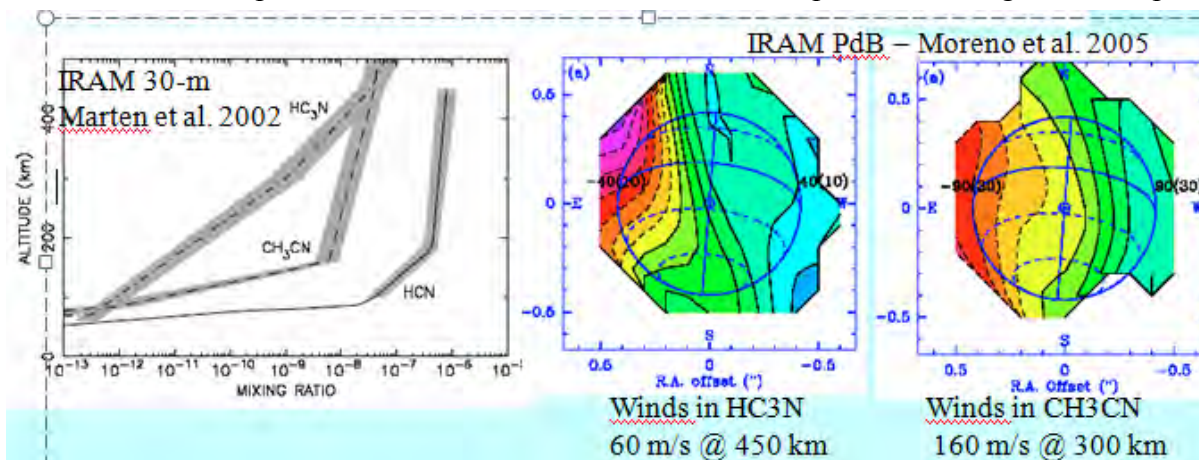 IRAM 30-m
Marten et al. 2002
HC₃N
CH₃CN
HCN
ALTITUDE (km)
400
200
0
10⁻¹³ 10⁻¹² 10⁻¹¹ 10⁻¹⁰ 10⁻⁹ 10⁻⁸ 10⁻⁷ 10⁻⁶
MIXING RATIO
IRAM PdB – Moreno et al. 2005
(a)
N
0.5
0
-0.5
E
-40(20)
40(10)
S
0.5 0 -0.5
R.A. offset (")
Winds in HC3N
60 m/s @ 450 km
(a)
0.5
0
-0.5
E
-90(30)
90(30)
S
0.5 0 -0.5
R.A. Offset (")
Winds in CH3CN
160 m/s @ 300 km